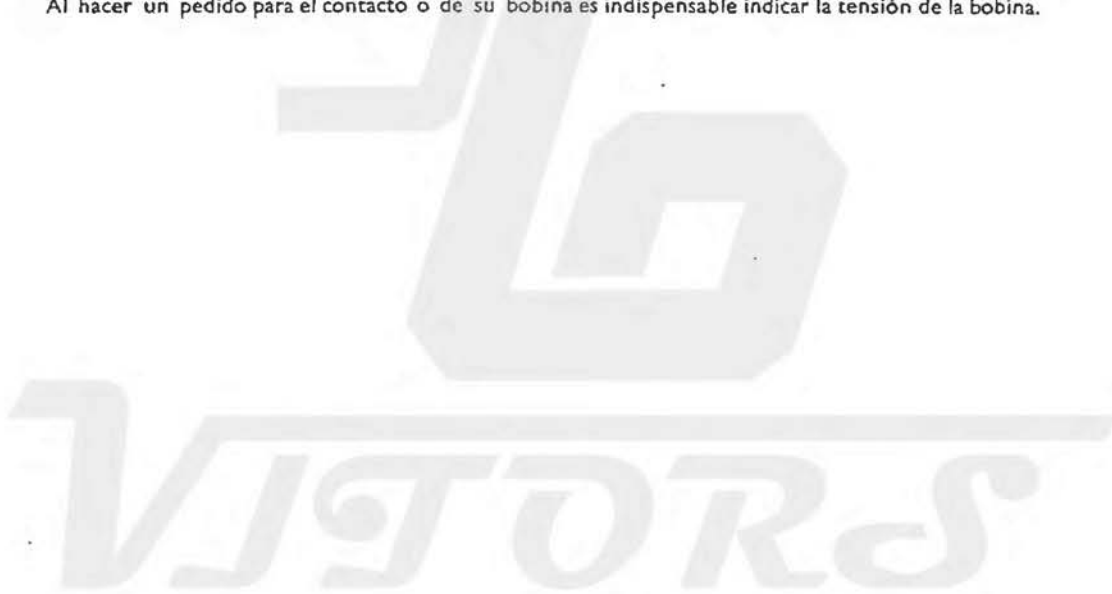 Al hacer un pedido para el contacto o de su bobina es indispensable indicar la tensión de la bobina.
VITORS